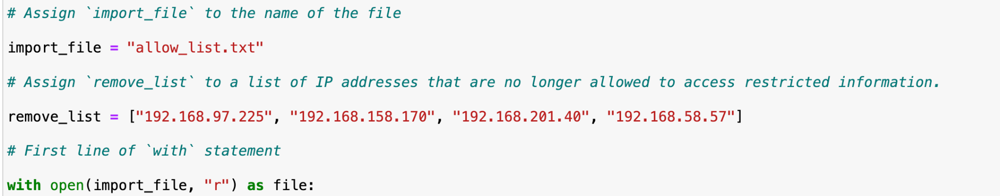 # Assign `import_file` to the name of the file
import_file = "allow_list.txt"
# Assign `remove_list` to a list of IP addresses that are no longer allowed to access restricted information.
remove_list = ["192.168.97.225", "192.168.158.170", "192.168.201.40", "192.168.58.57"]
# First line of `with` statement
with open(import_file, "r") as file: